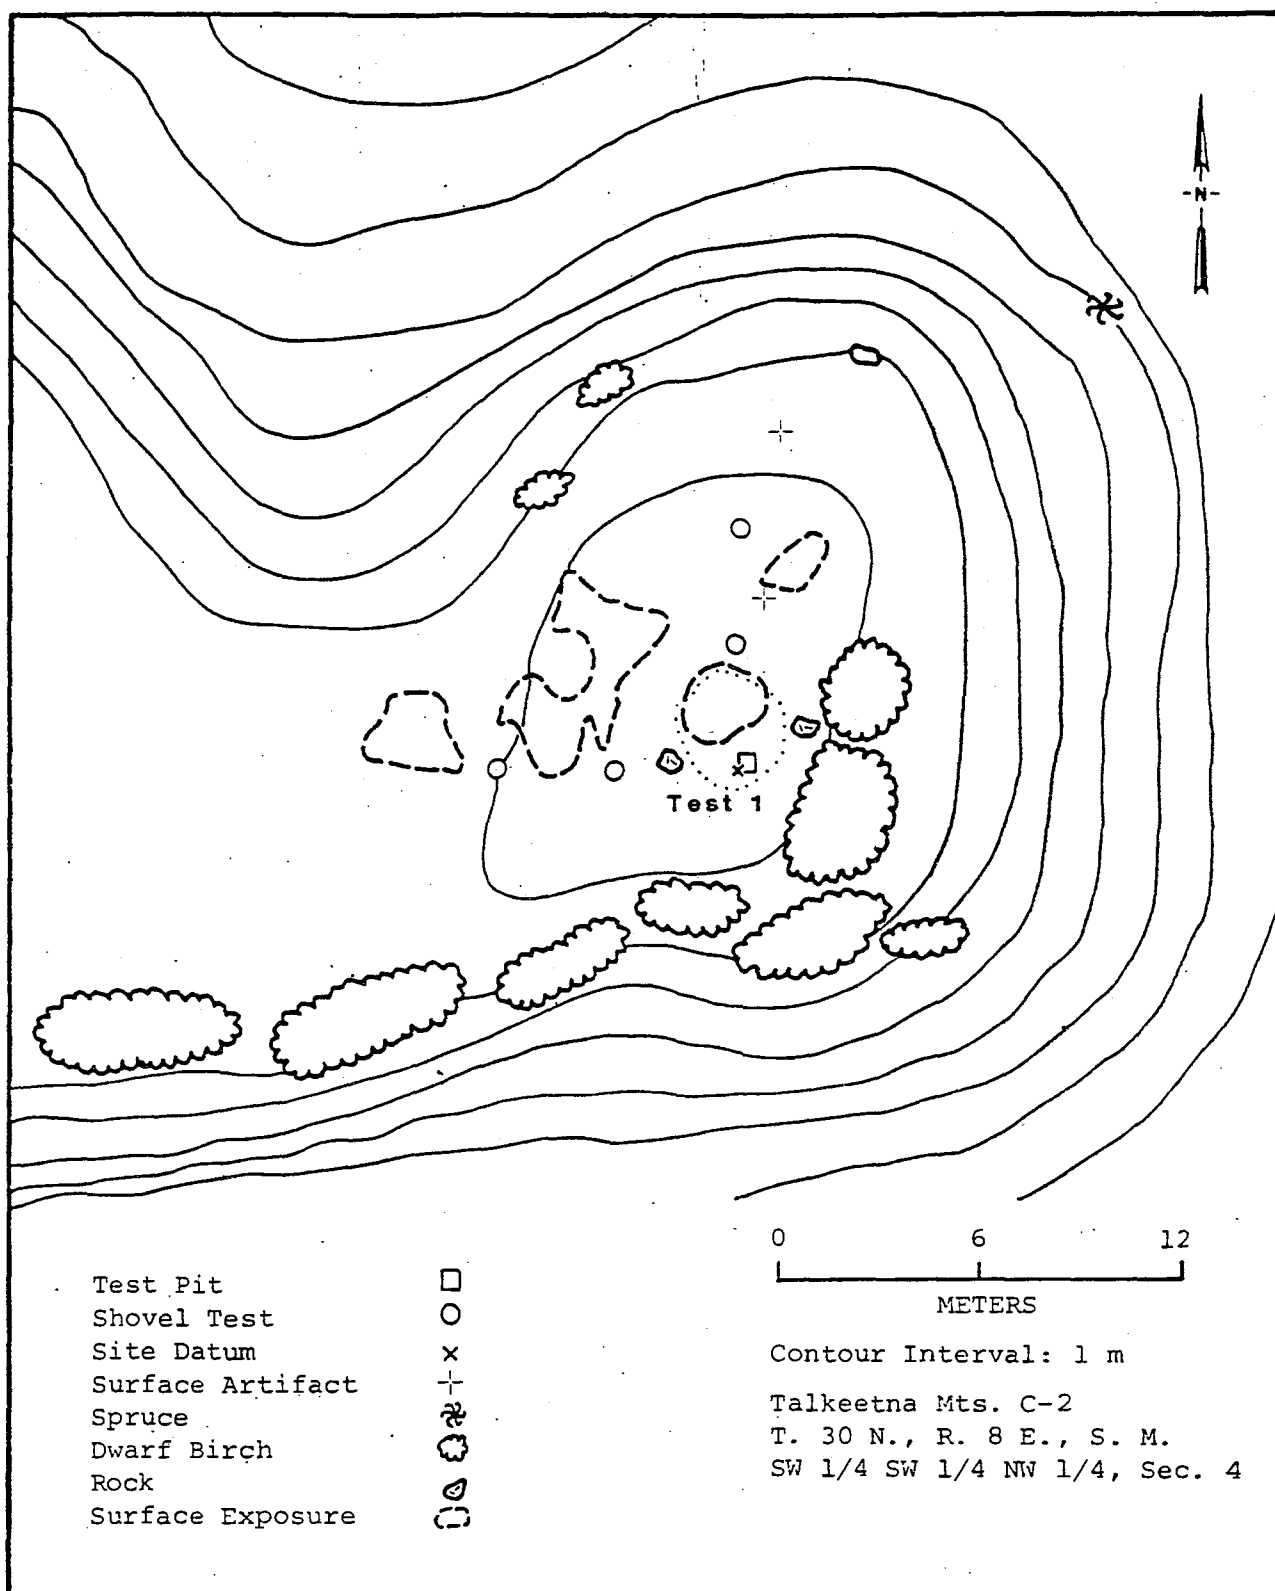 -N-
Test 1
0 6 12
METERS
Test Pit
Shovel Test
Site Datum
Surface Artifact
Spruce
Dwarf Birch
Rock
Surface Exposure
Contour Interval: 1 m
Talkeetna Mts. C-2
T. 30 N., R. 8 E., S. M.
SW 1/4 SW 1/4 NW 1/4, Sec. 4